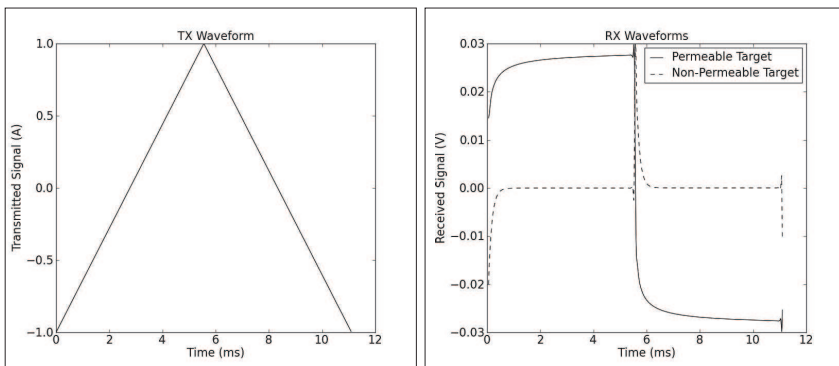 TX Waveform
1.0
0.5
0.0
−0.5
−1.0
Transmitted Signal (A)
0 2 4 6 8 10 12
Time (ms)
RX Waveforms
0.03
0.02
0.01
0.00
−0.01
−0.02
−0.03
Received Signal (V)
Permeable Target
Non-Permeable Target
0 2 4 6 8 10 12
Time (ms)